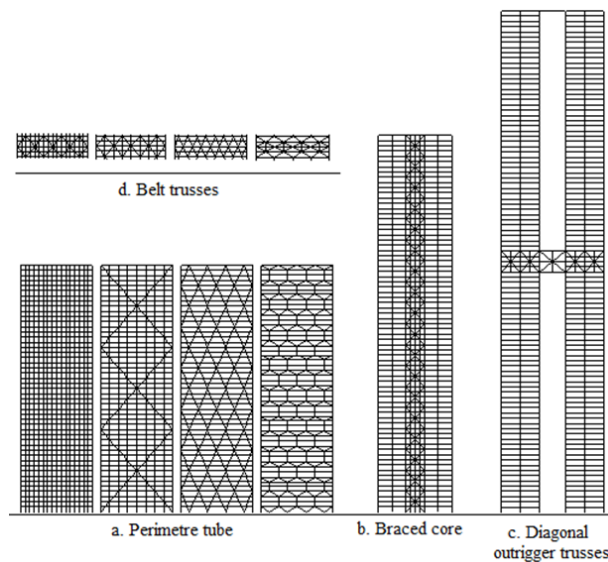 d. Belt trusses
a. Perimetre tube
b. Braced core
c. Diagonal
outrigger trusses